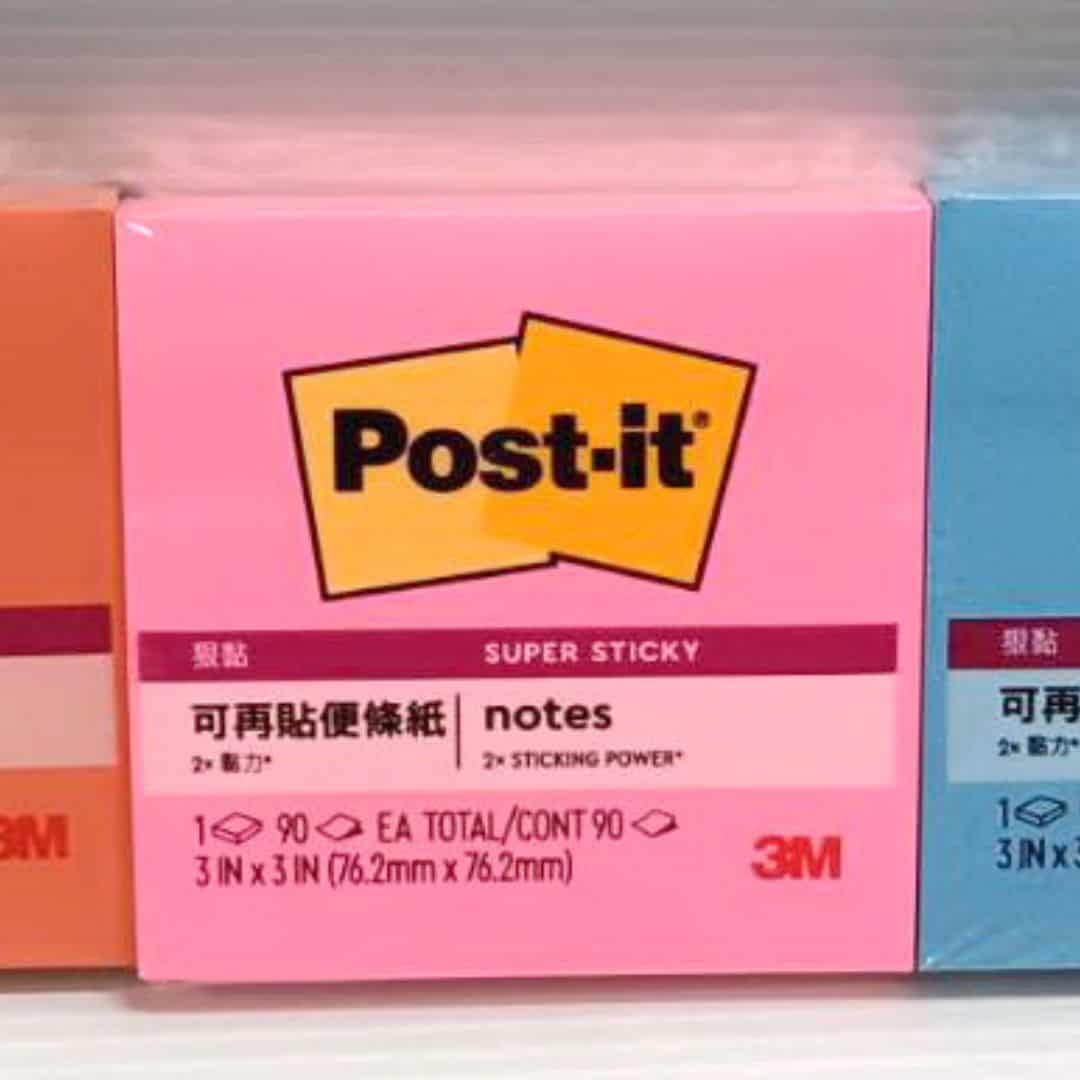 Post-it®
狠黏 SUPER STICKY
可再貼便條紙 notes
2× 黏力* 2× STICKING POWER*
1 90 EA TOTAL/CONT 90
3 IN x 3 IN (76.2mm x 76.2mm)
3M
3M
狠黏
可再
2× 黏力*
1
3 IN x 3